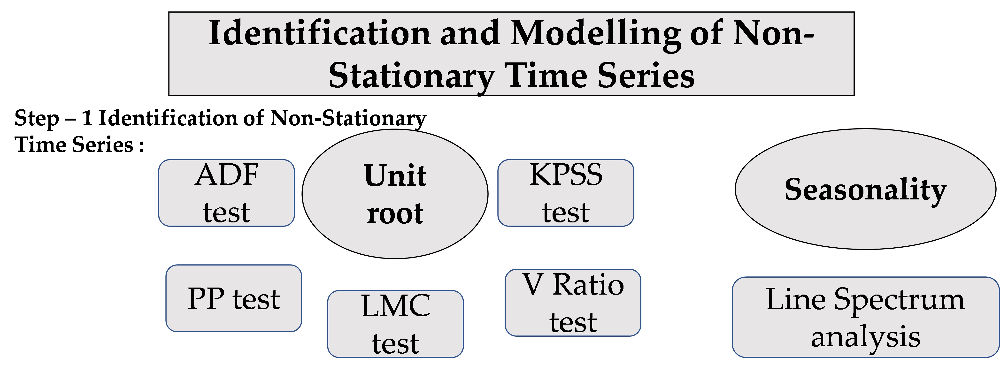 Identification and Modelling of Non-
Stationary Time Series
Step – 1 Identification of Non-Stationary
Time Series :
ADF
test
Unit
root
KPSS
test
Seasonality
PP test
LMC
test
V Ratio
test
Line Spectrum
analysis